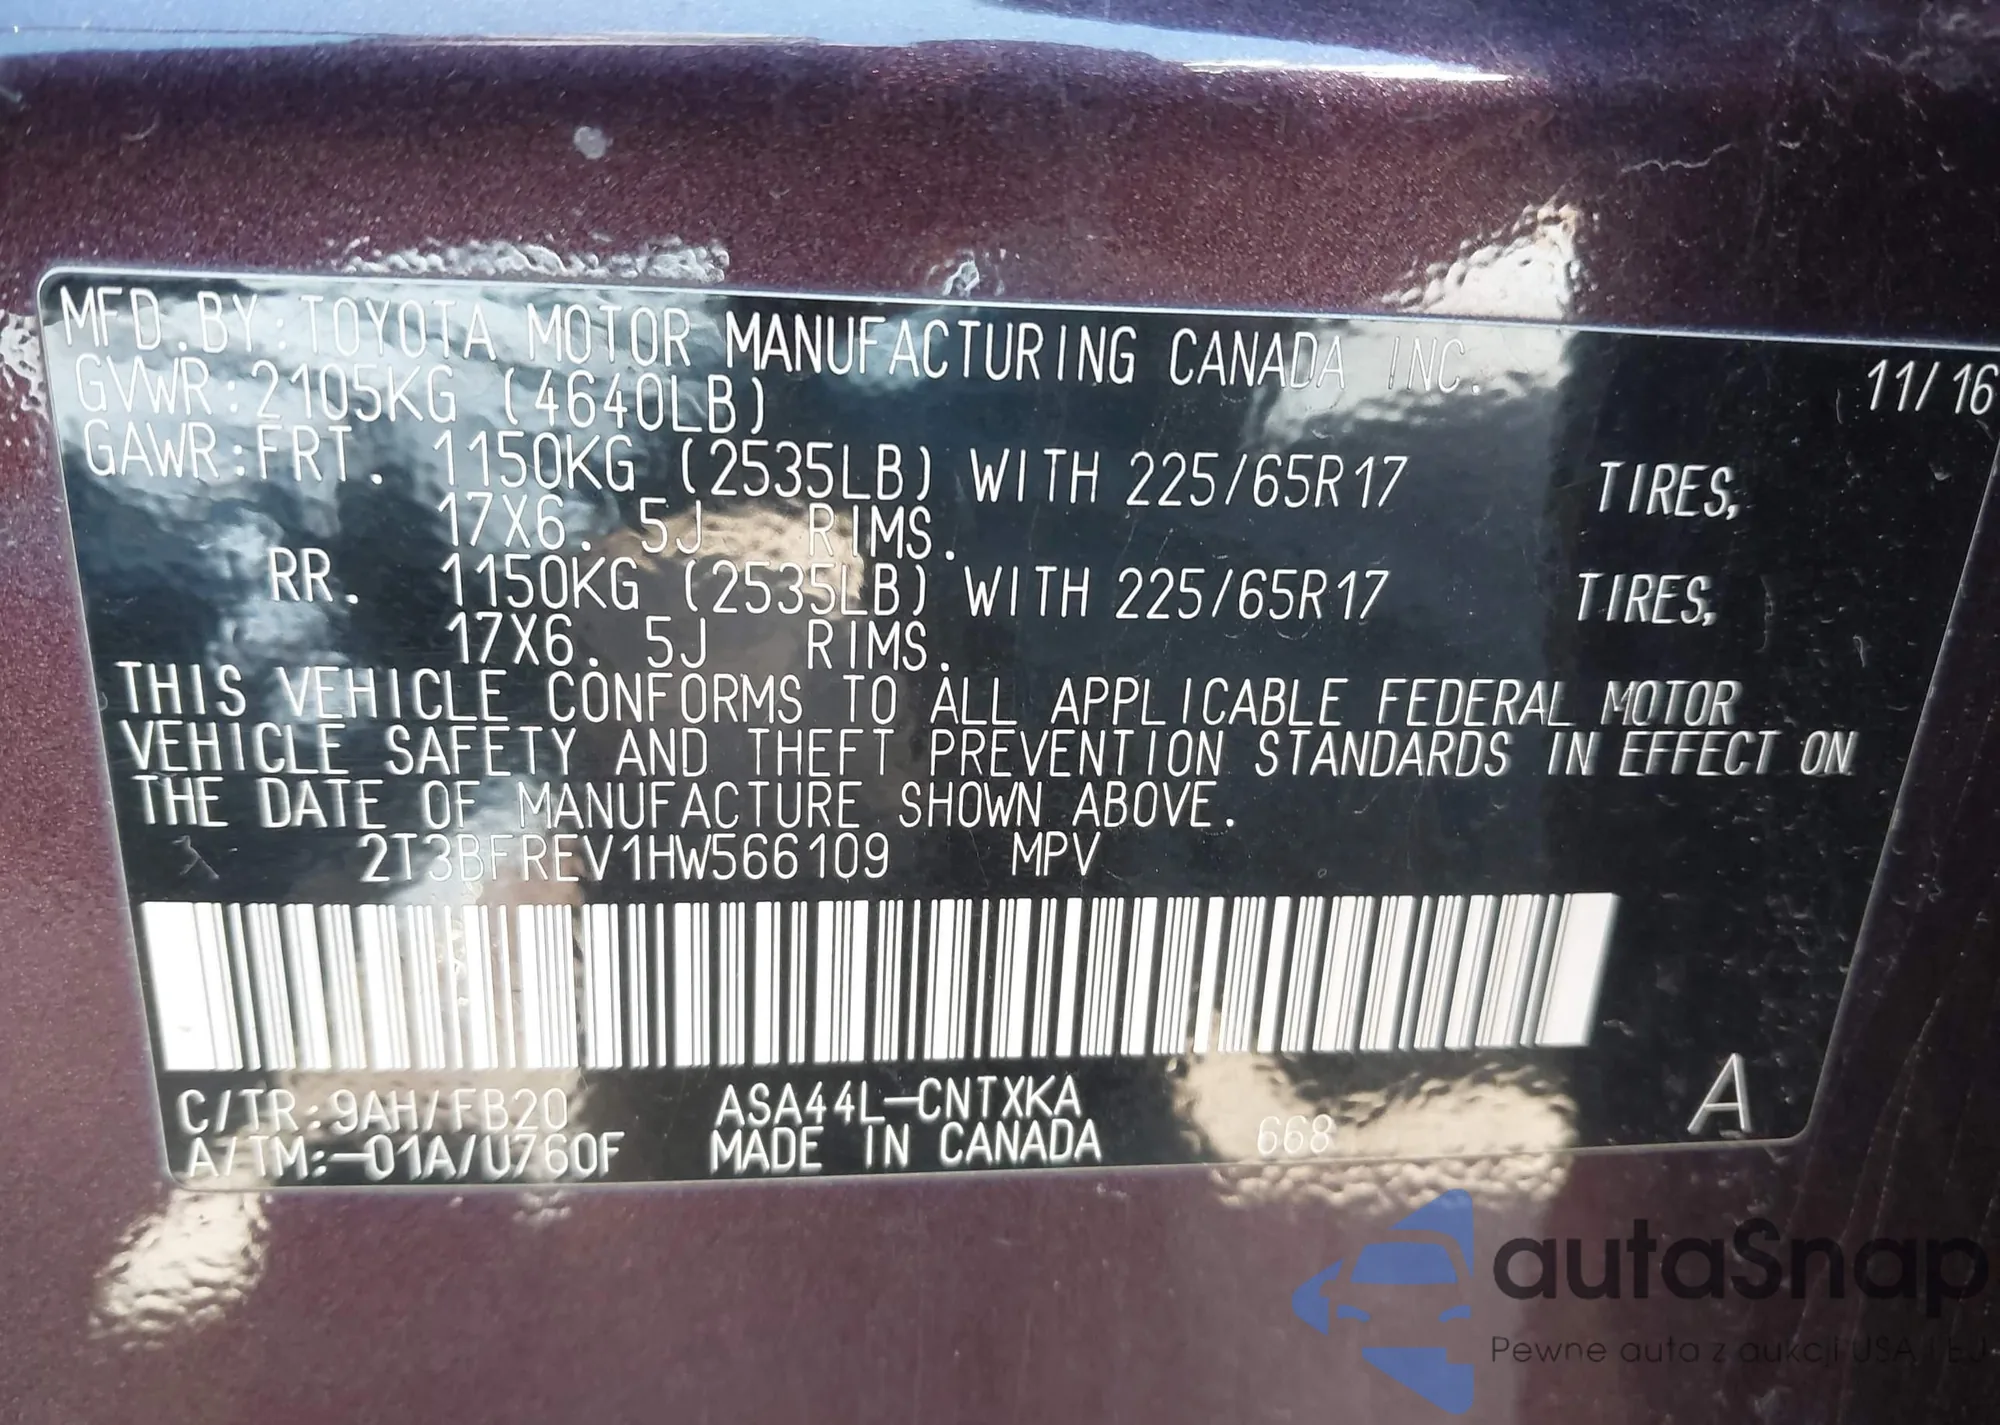 MFD.BY:TOYOTA MOTOR MANUFACTURING CANADA INC. 11/16
GVWR:2105KG (4640LB)
GAWR:FRT. 1150KG (2535LB) WITH 225/65R17 TIRES,
17X6. 5J RIMS.
RR. 1150KG (2535LB) WITH 225/65R17 TIRES,
17X6. 5J RIMS.
THIS VEHICLE CONFORMS TO ALL APPLICABLE FEDERAL MOTOR
VEHICLE SAFETY AND THEFT PREVENTION STANDARDS IN EFFECT ON
THE DATE OF MANUFACTURE SHOWN ABOVE.
2T3BFREV1HW566109 MPV
C/TR:9AH/FB20 ASA44L-CNTXKA
A/TM:-01A/U760F MADE IN CANADA 668 A
autaSnap
Pewne auta z aukcji USA i EJ